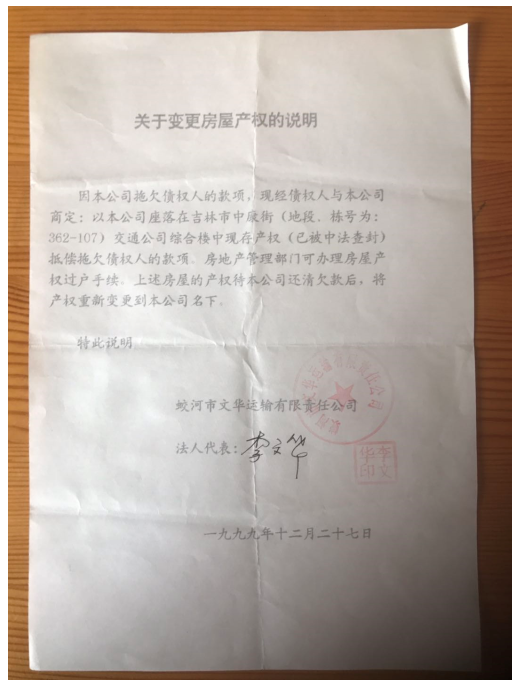 关于变更房屋产权的说明
因本公司拖欠债权人的款项，现经债权人与本公司
商定：以本公司座落在吉林市中康街（地段、栋号为：
362-107）交通公司综合楼中现存产权（已被中法查封）
抵偿拖欠债权人的款项。房地产管理部门可办理房屋产
权过户手续。上述房屋的产权待本公司还清欠款后，将
产权重新变更到本公司名下。
特此说明
蛟河市文华运输有限责任公司
法人代表：李文华
李文
华印
一九九九年十二月二十七日